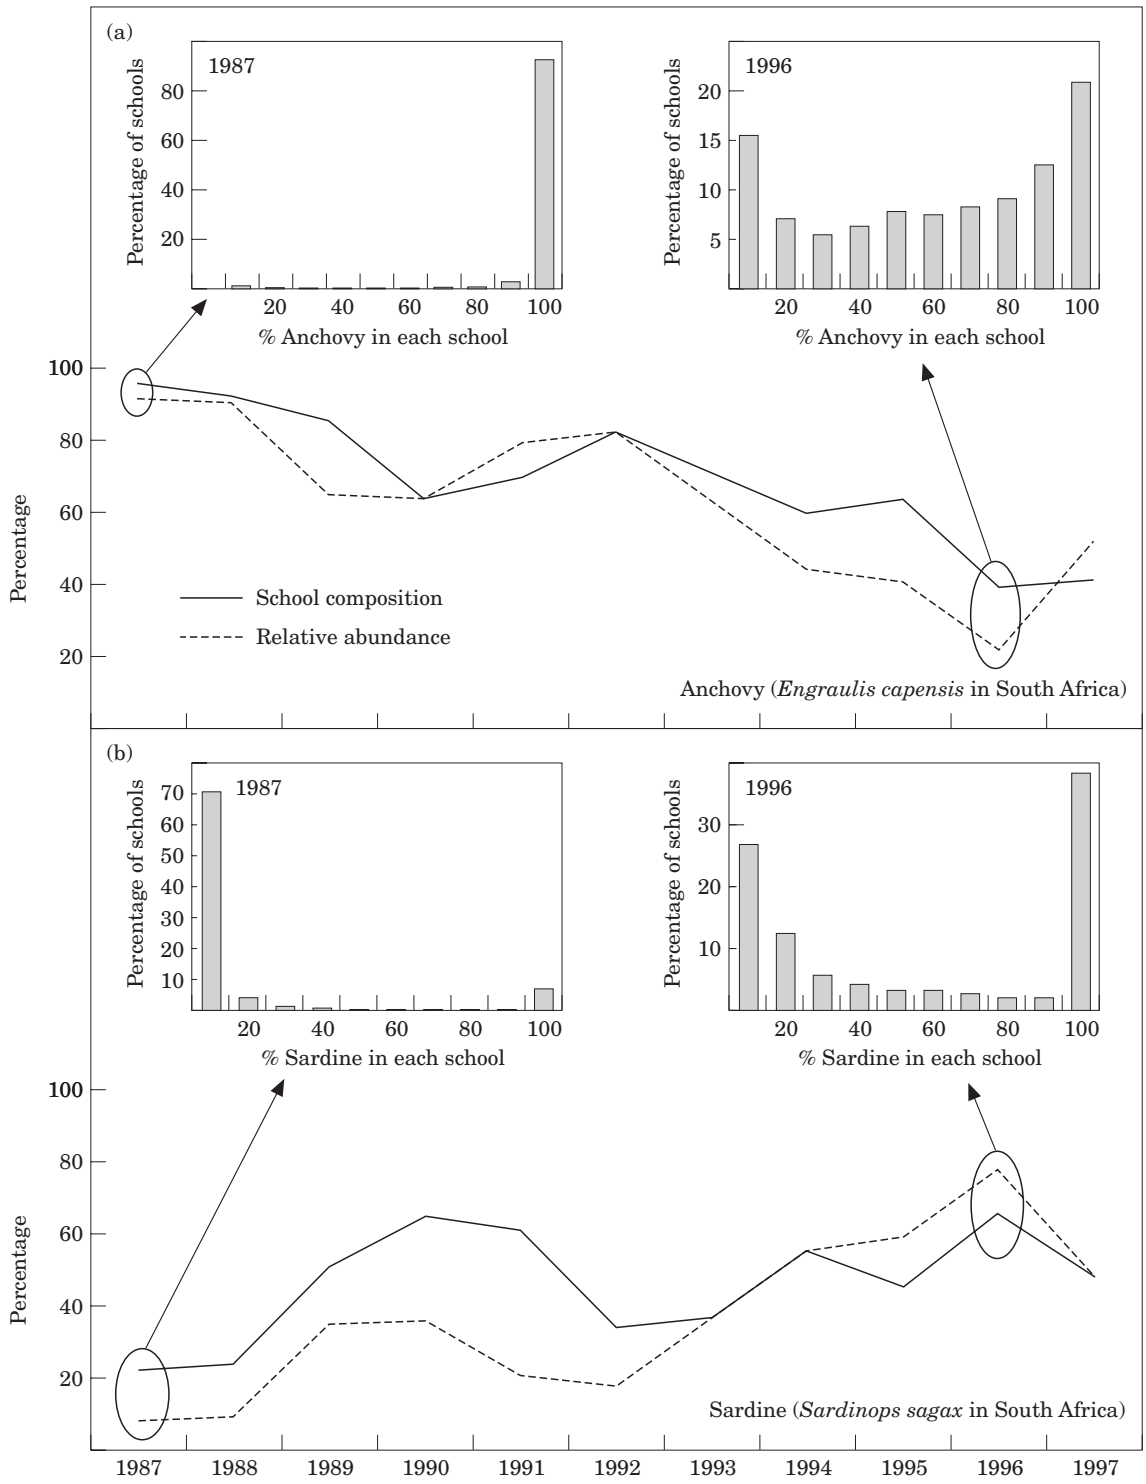 (a)
1987
Percentage of schools
80
60
40
20
20 40 60 80 100
% Anchovy in each school
1996
Percentage of schools
20
15
10
5
20 40 60 80 100
% Anchovy in each school
Percentage
100
80
60
40
20
School composition
Relative abundance
Anchovy (Engraulis capensis in South Africa)
(b)
1987
Percentage of schools
70
60
50
40
30
20
10
20 40 60 80 100
% Sardine in each school
1996
Percentage of schools
30
20
10
20 40 60 80 100
% Sardine in each school
Percentage
100
80
60
40
20
Sardine (Sardinops sagax in South Africa)
1987 1988 1989 1990 1991 1992 1993 1994 1995 1996 1997